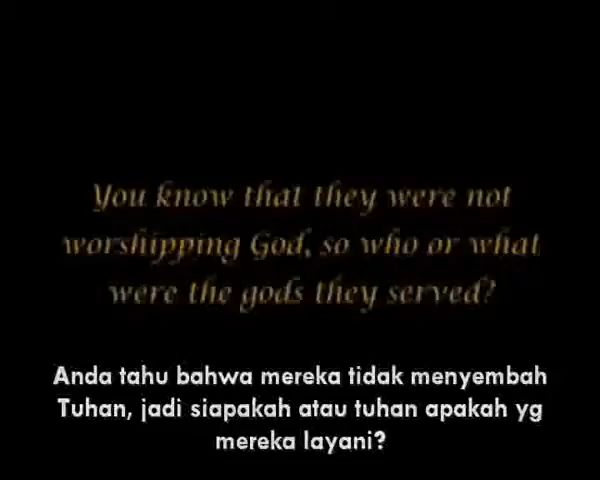 You know that they were not
worshipping God, so who or what
were the gods they served?
Anda tahu bahwa mereka tidak menyembah
Tuhan, jadi siapakah atau tuhan apakah yg
mereka layani?